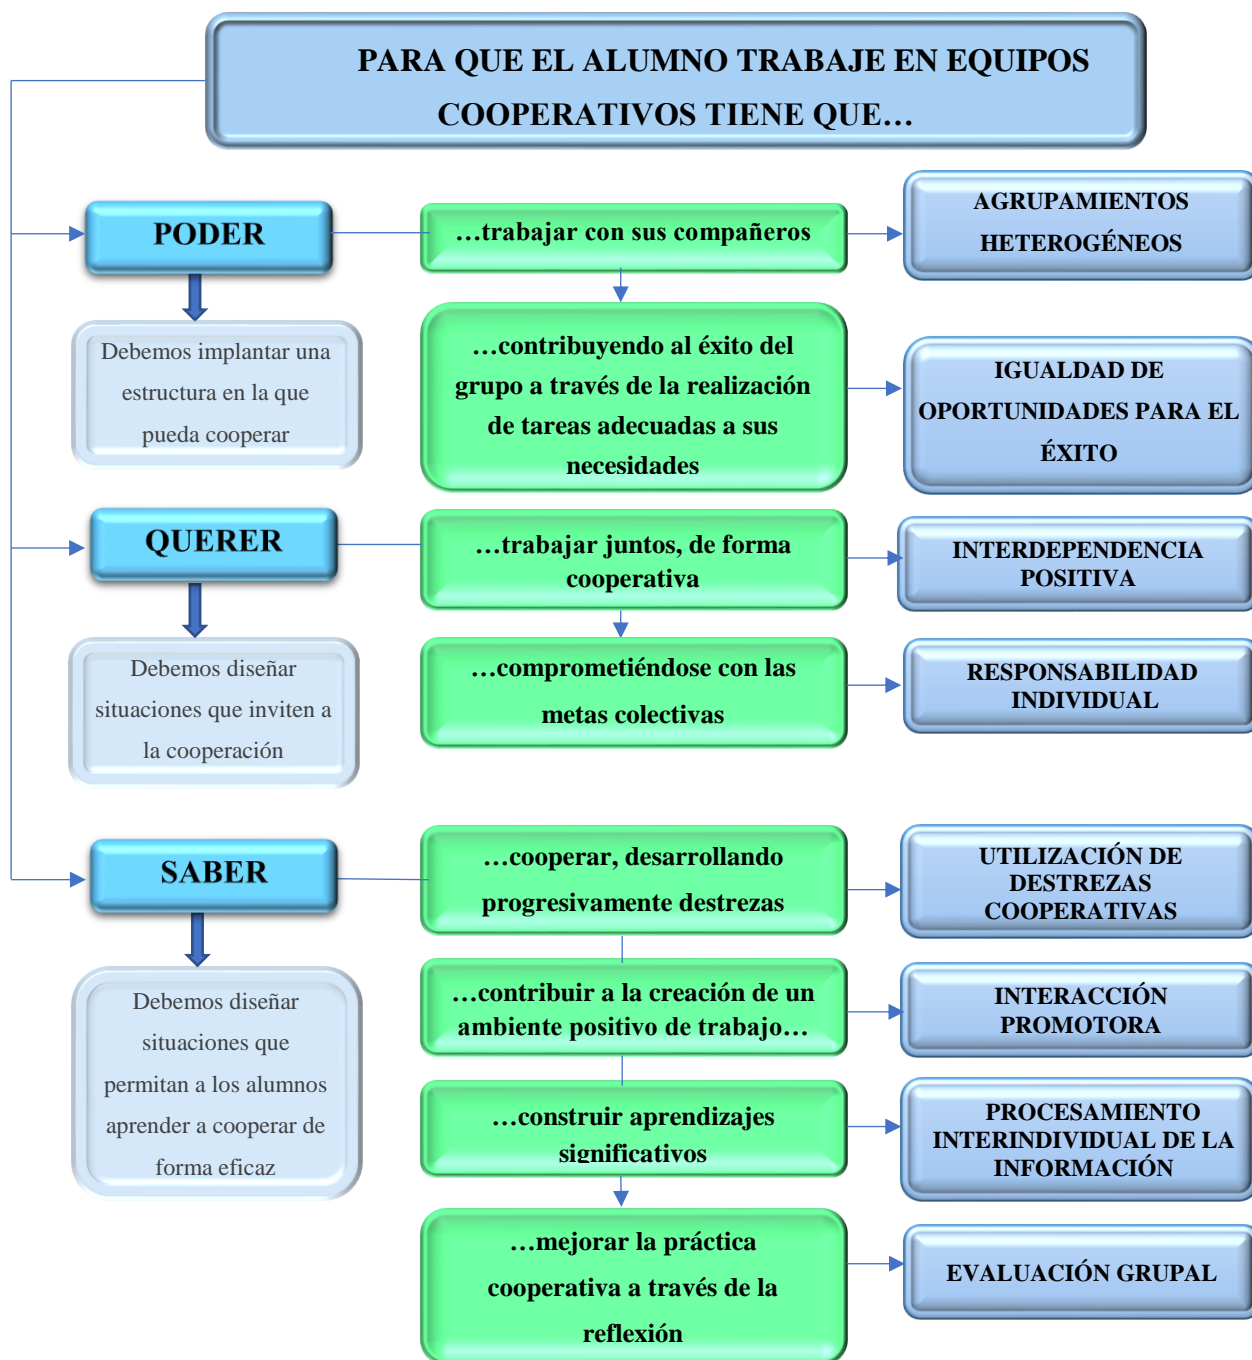 PARA QUE EL ALUMNO TRABAJE EN EQUIPOS
COOPERATIVOS TIENE QUE…
PODER
…trabajar con sus compañeros
AGRUPAMIENTOS
HETEROGÉNEOS
Debemos implantar una
estructura en la que
pueda cooperar
…contribuyendo al éxito del
grupo a través de la realización
de tareas adecuadas a sus
necesidades
IGUALDAD DE
OPORTUNIDADES PARA EL
ÉXITO
QUERER
…trabajar juntos, de forma
cooperativa
INTERDEPENDENCIA
POSITIVA
Debemos diseñar
situaciones que inviten a
la cooperación
…comprometiéndose con las
metas colectivas
RESPONSABILIDAD
INDIVIDUAL
SABER
…cooperar, desarrollando
progresivamente destrezas
UTILIZACIÓN DE
DESTREZAS
COOPERATIVAS
Debemos diseñar
situaciones que
permitan a los alumnos
aprender a cooperar de
forma eficaz
…contribuir a la creación de un
ambiente positivo de trabajo…
INTERACCIÓN
PROMOTORA
…construir aprendizajes
significativos
PROCESAMIENTO
INTERINDIVIDUAL DE LA
INFORMACIÓN
…mejorar la práctica
cooperativa a través de la
reflexión
EVALUACIÓN GRUPAL